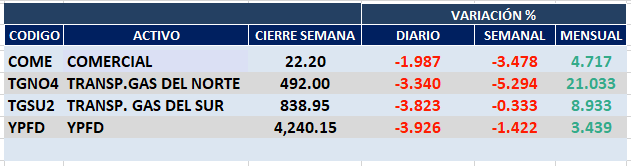 VARIACIÓN %
CODIGO ACTIVO CIERRE SEMANA DIARIO SEMANAL MENSUAL
COME COMERCIAL 22.20 -1.987 -3.478 4.717
TGNO4 TRANSP.GAS DEL NORTE 492.00 -3.340 -5.294 21.033
TGSU2 TRANSP. GAS DEL SUR 838.95 -3.823 -0.333 8.933
YPFD YPFD 4,240.15 -3.926 -1.422 3.439